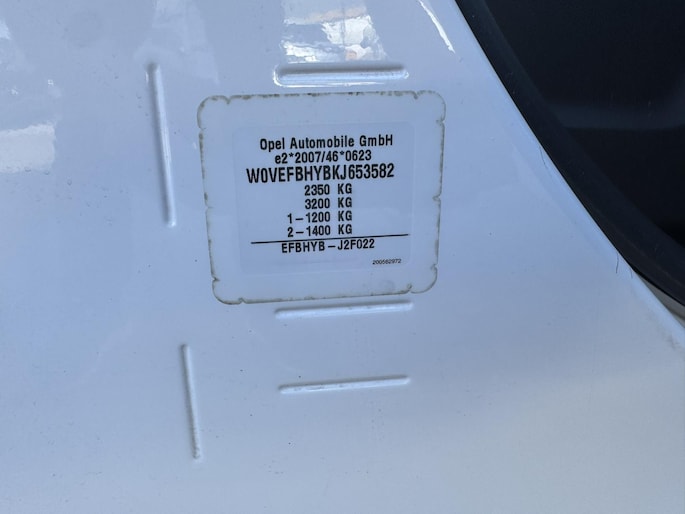 Opel Automobile GmbH
e2*2007/46*0623
W0VEFBHYBKJ653582
2350 KG
3200 KG
1-1200 KG
2-1400 KG
EFBHYB-J2F022
200562972